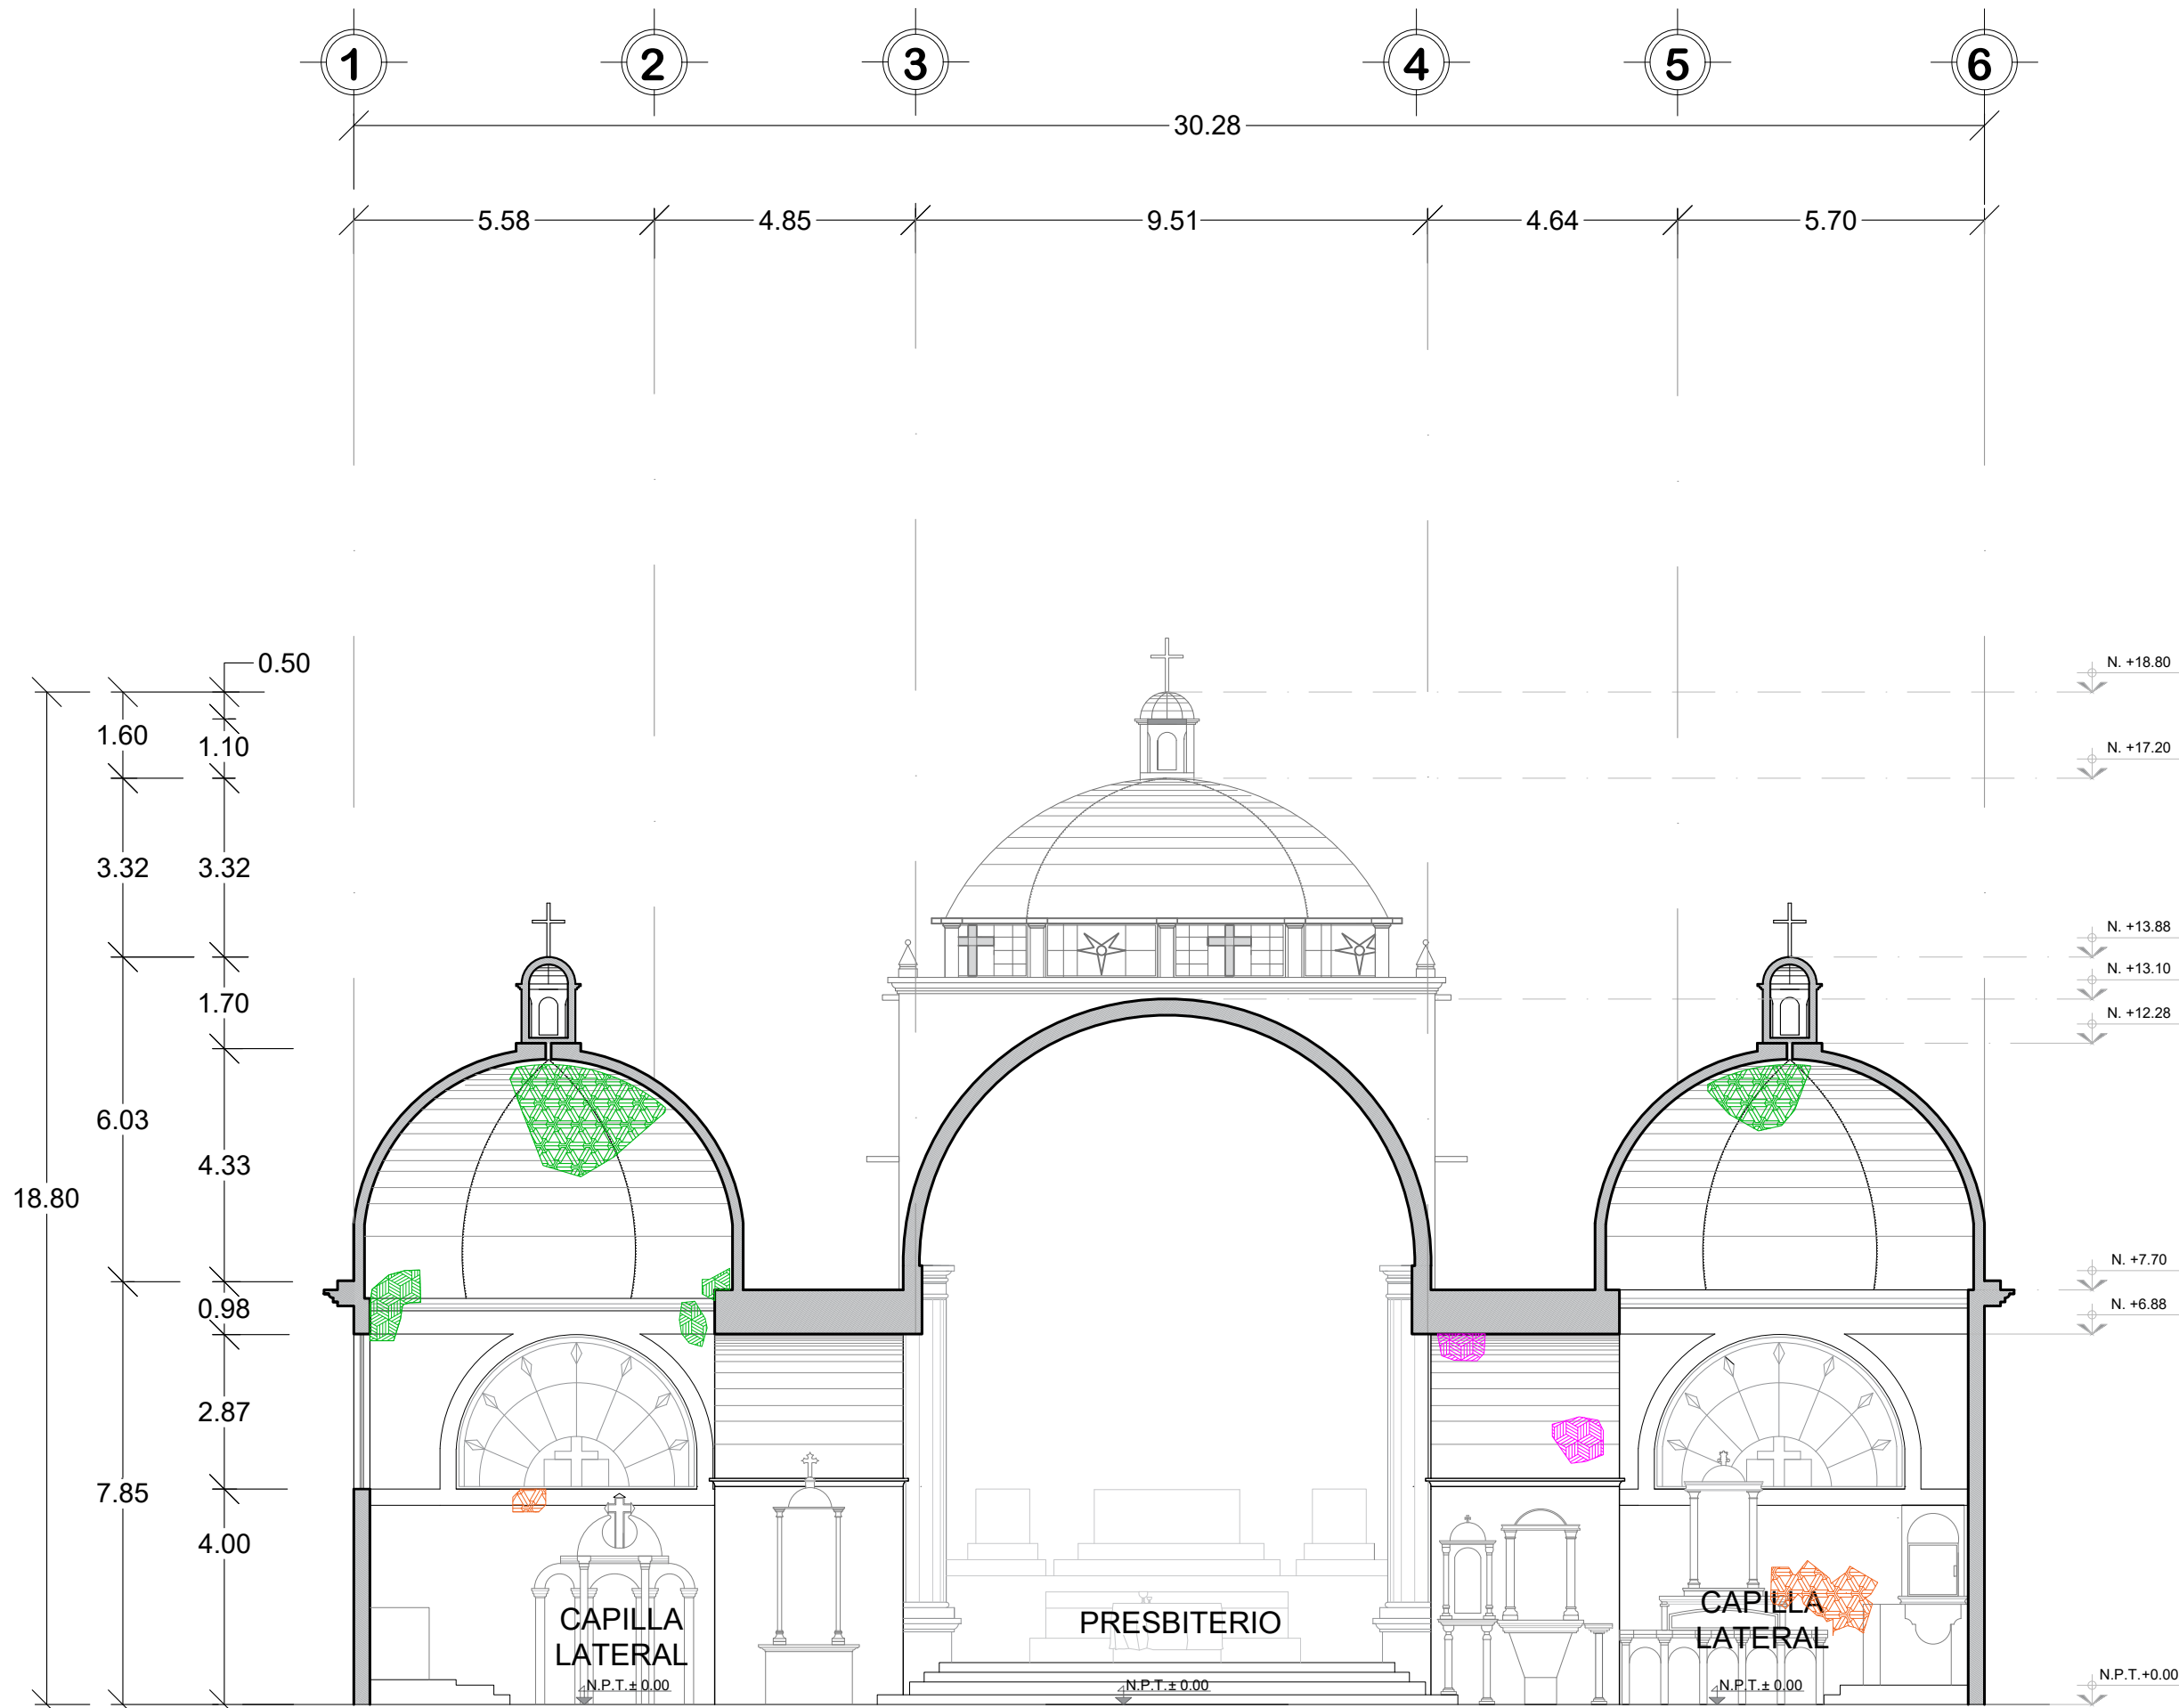 1 2 3 4 5 6
30.28
5.58 4.85 9.51 4.64 5.70
0.50
N. +18.80
1.60
1.10
N. +17.20
3.32
3.32
N. +13.88
N. +13.10
1.70
N. +12.28
6.03
4.33
18.80
N. +7.70
0.98
N. +6.88
2.87
7.85
4.00
CAPILLA
LATERAL
N.P.T.± 0.00
PRESBITERIO
N.P.T.± 0.00
CAPILLA
LATERAL
N.P.T.± 0.00
N.P.T.+0.00